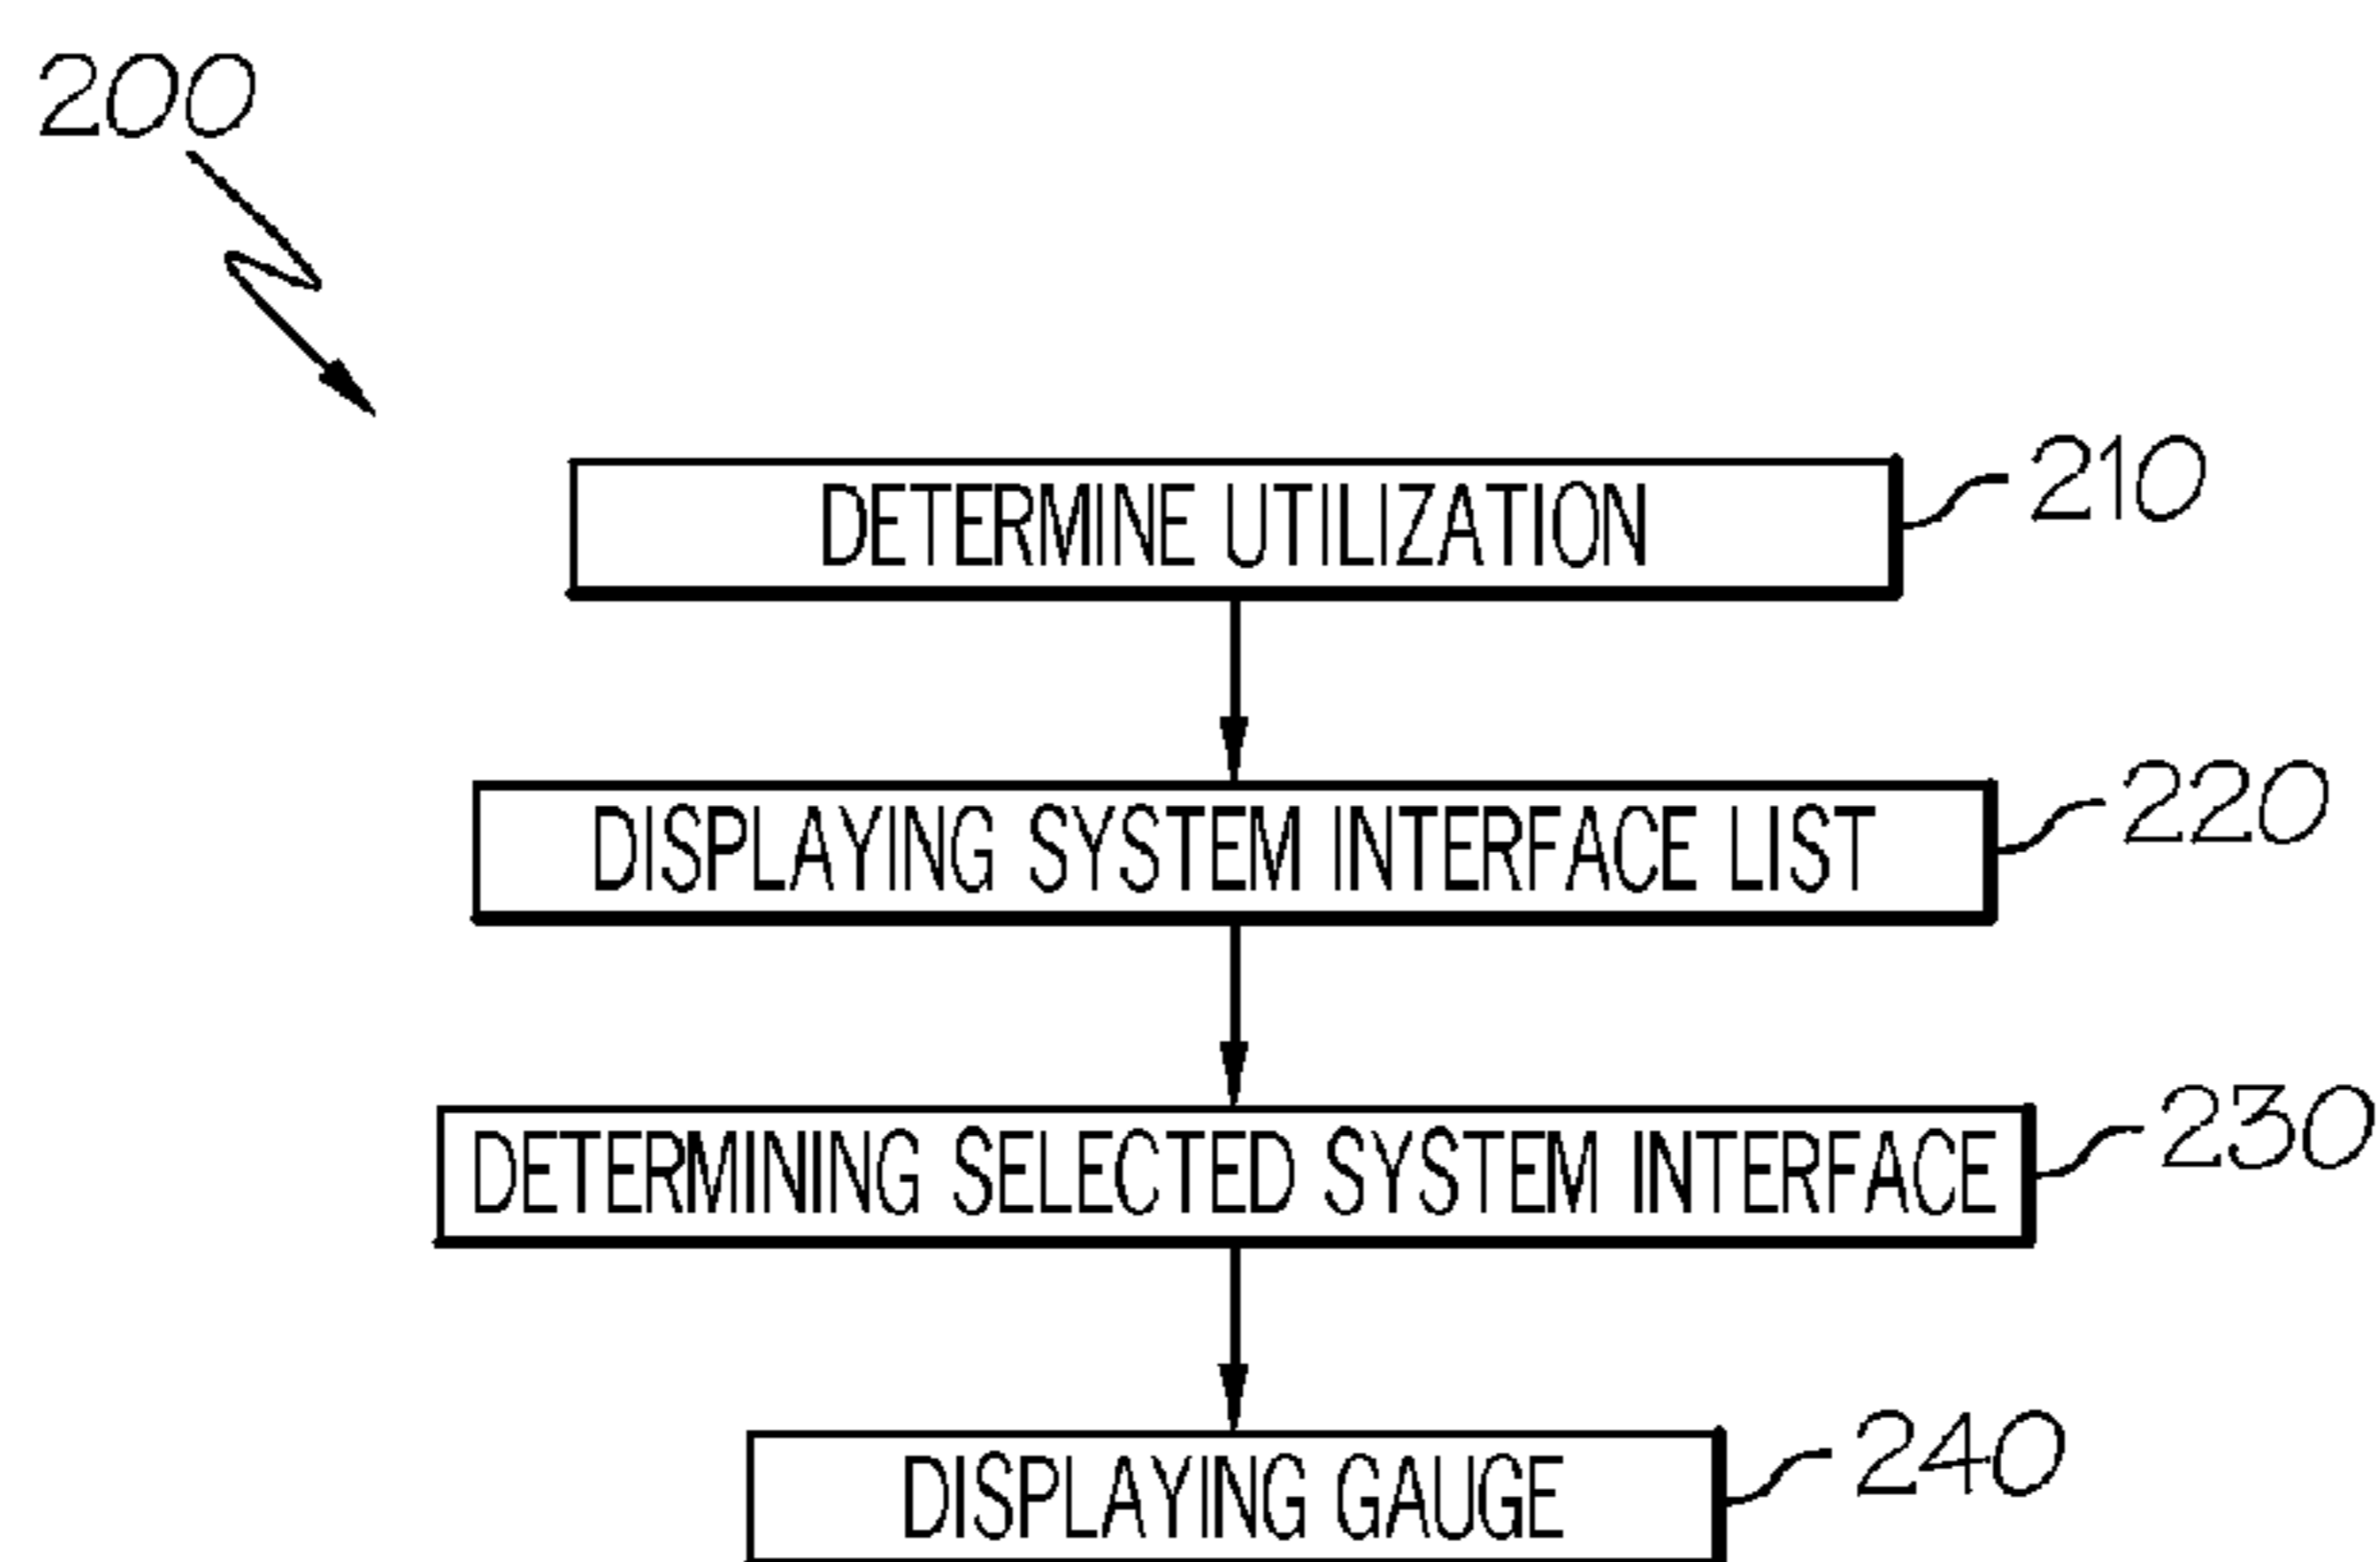 200
DETERMINE UTILIZATION 210
DISPLAYING SYSTEM INTERFACE LIST 220
DETERMINING SELECTED SYSTEM INTERFACE 230
DISPLAYING GAUGE 240